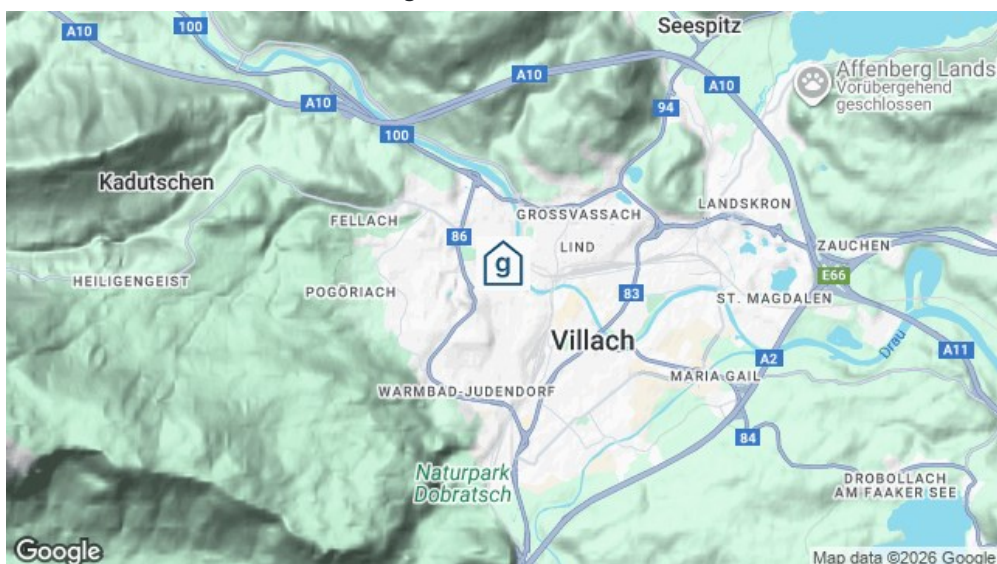 Seespitz
A10
100
A10
A10
A10
94
100
Affenberg Lands
Vorübergehend
geschlossen
Kadutschen
FELLACH
GROSSVASSACH
LANDSKRON
86
LIND
ZAUCHEN
g
HEILIGENGEIST
POGÖRIACH
83
ST. MAGDALEN
E66
Villach
Drau
A2
A11
WARMBAD-JUDENDORF
MARIA GAIL
84
Naturpark
Dobratsch
DROBOLLACH
AM FAAKER SEE
Google
Map data ©2026 Google